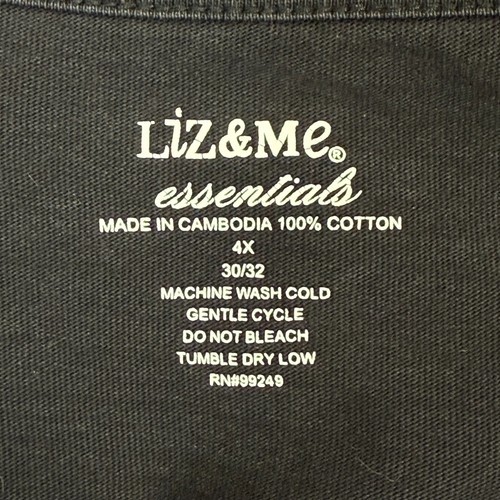 LiZ&Me®
essentials
MADE IN CAMBODIA 100% COTTON
4X
30/32
MACHINE WASH COLD
GENTLE CYCLE
DO NOT BLEACH
TUMBLE DRY LOW
RN#99249